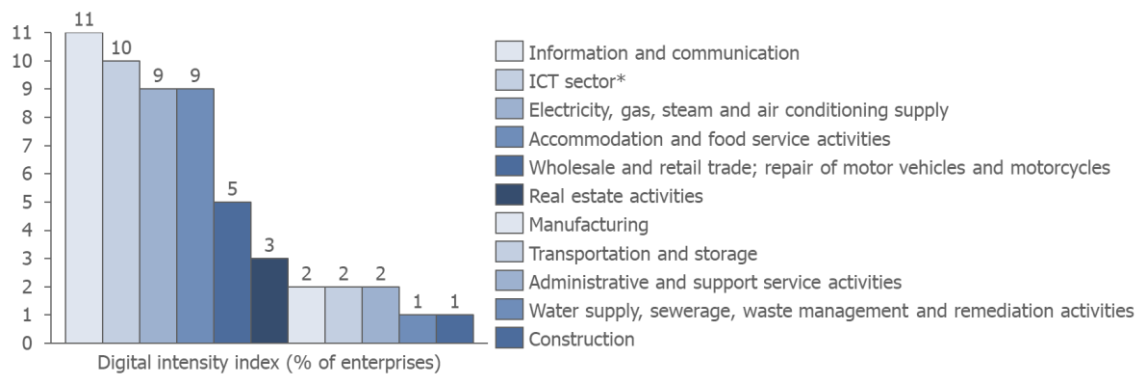 11
10
9
8
7
6
5
4
3
2
1
0
11
10
9
9
5
3
2
2
2
1
1
Digital intensity index (% of enterprises)
Information and communication
ICT sector*
Electricity, gas, steam and air conditioning supply
Accommodation and food service activities
Wholesale and retail trade; repair of motor vehicles and motorcycles
Real estate activities
Manufacturing
Transportation and storage
Administrative and support service activities
Water supply, sewerage, waste management and remediation activities
Construction